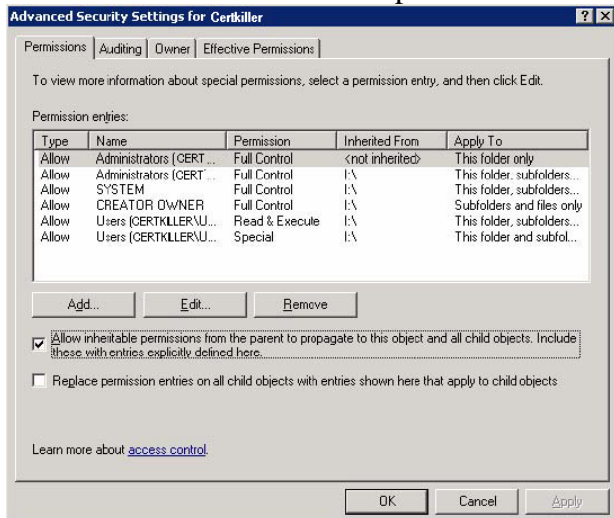 Advanced Security Settings for Certkiller
Permissions Auditing Owner Effective Permissions
To view more information about special permissions, select a permission entry, and then click Edit.
Permission entries:
Type Name Permission Inherited From Apply To
Allow Administrators (CERT... Full Control <not inherited> This folder only
Allow Administrators (CERT... Full Control I:\ This folder, subfolders...
Allow SYSTEM Full Control I:\ This folder, subfolders...
Allow CREATOR OWNER Full Control I:\ Subfolders and files only
Allow Users (CERTKILLER\U... Read & Execute I:\ This folder, subfolders...
Allow Users (CERTKILLER\U... Special I:\ This folder and subfol...
Add... Edit... Remove
Allow inheritable permissions from the parent to propagate to this object and all child objects. Include
these with entries explicitly defined here.
Replace permission entries on all child objects with entries shown here that apply to child objects
Learn more about access control.
OK Cancel Apply